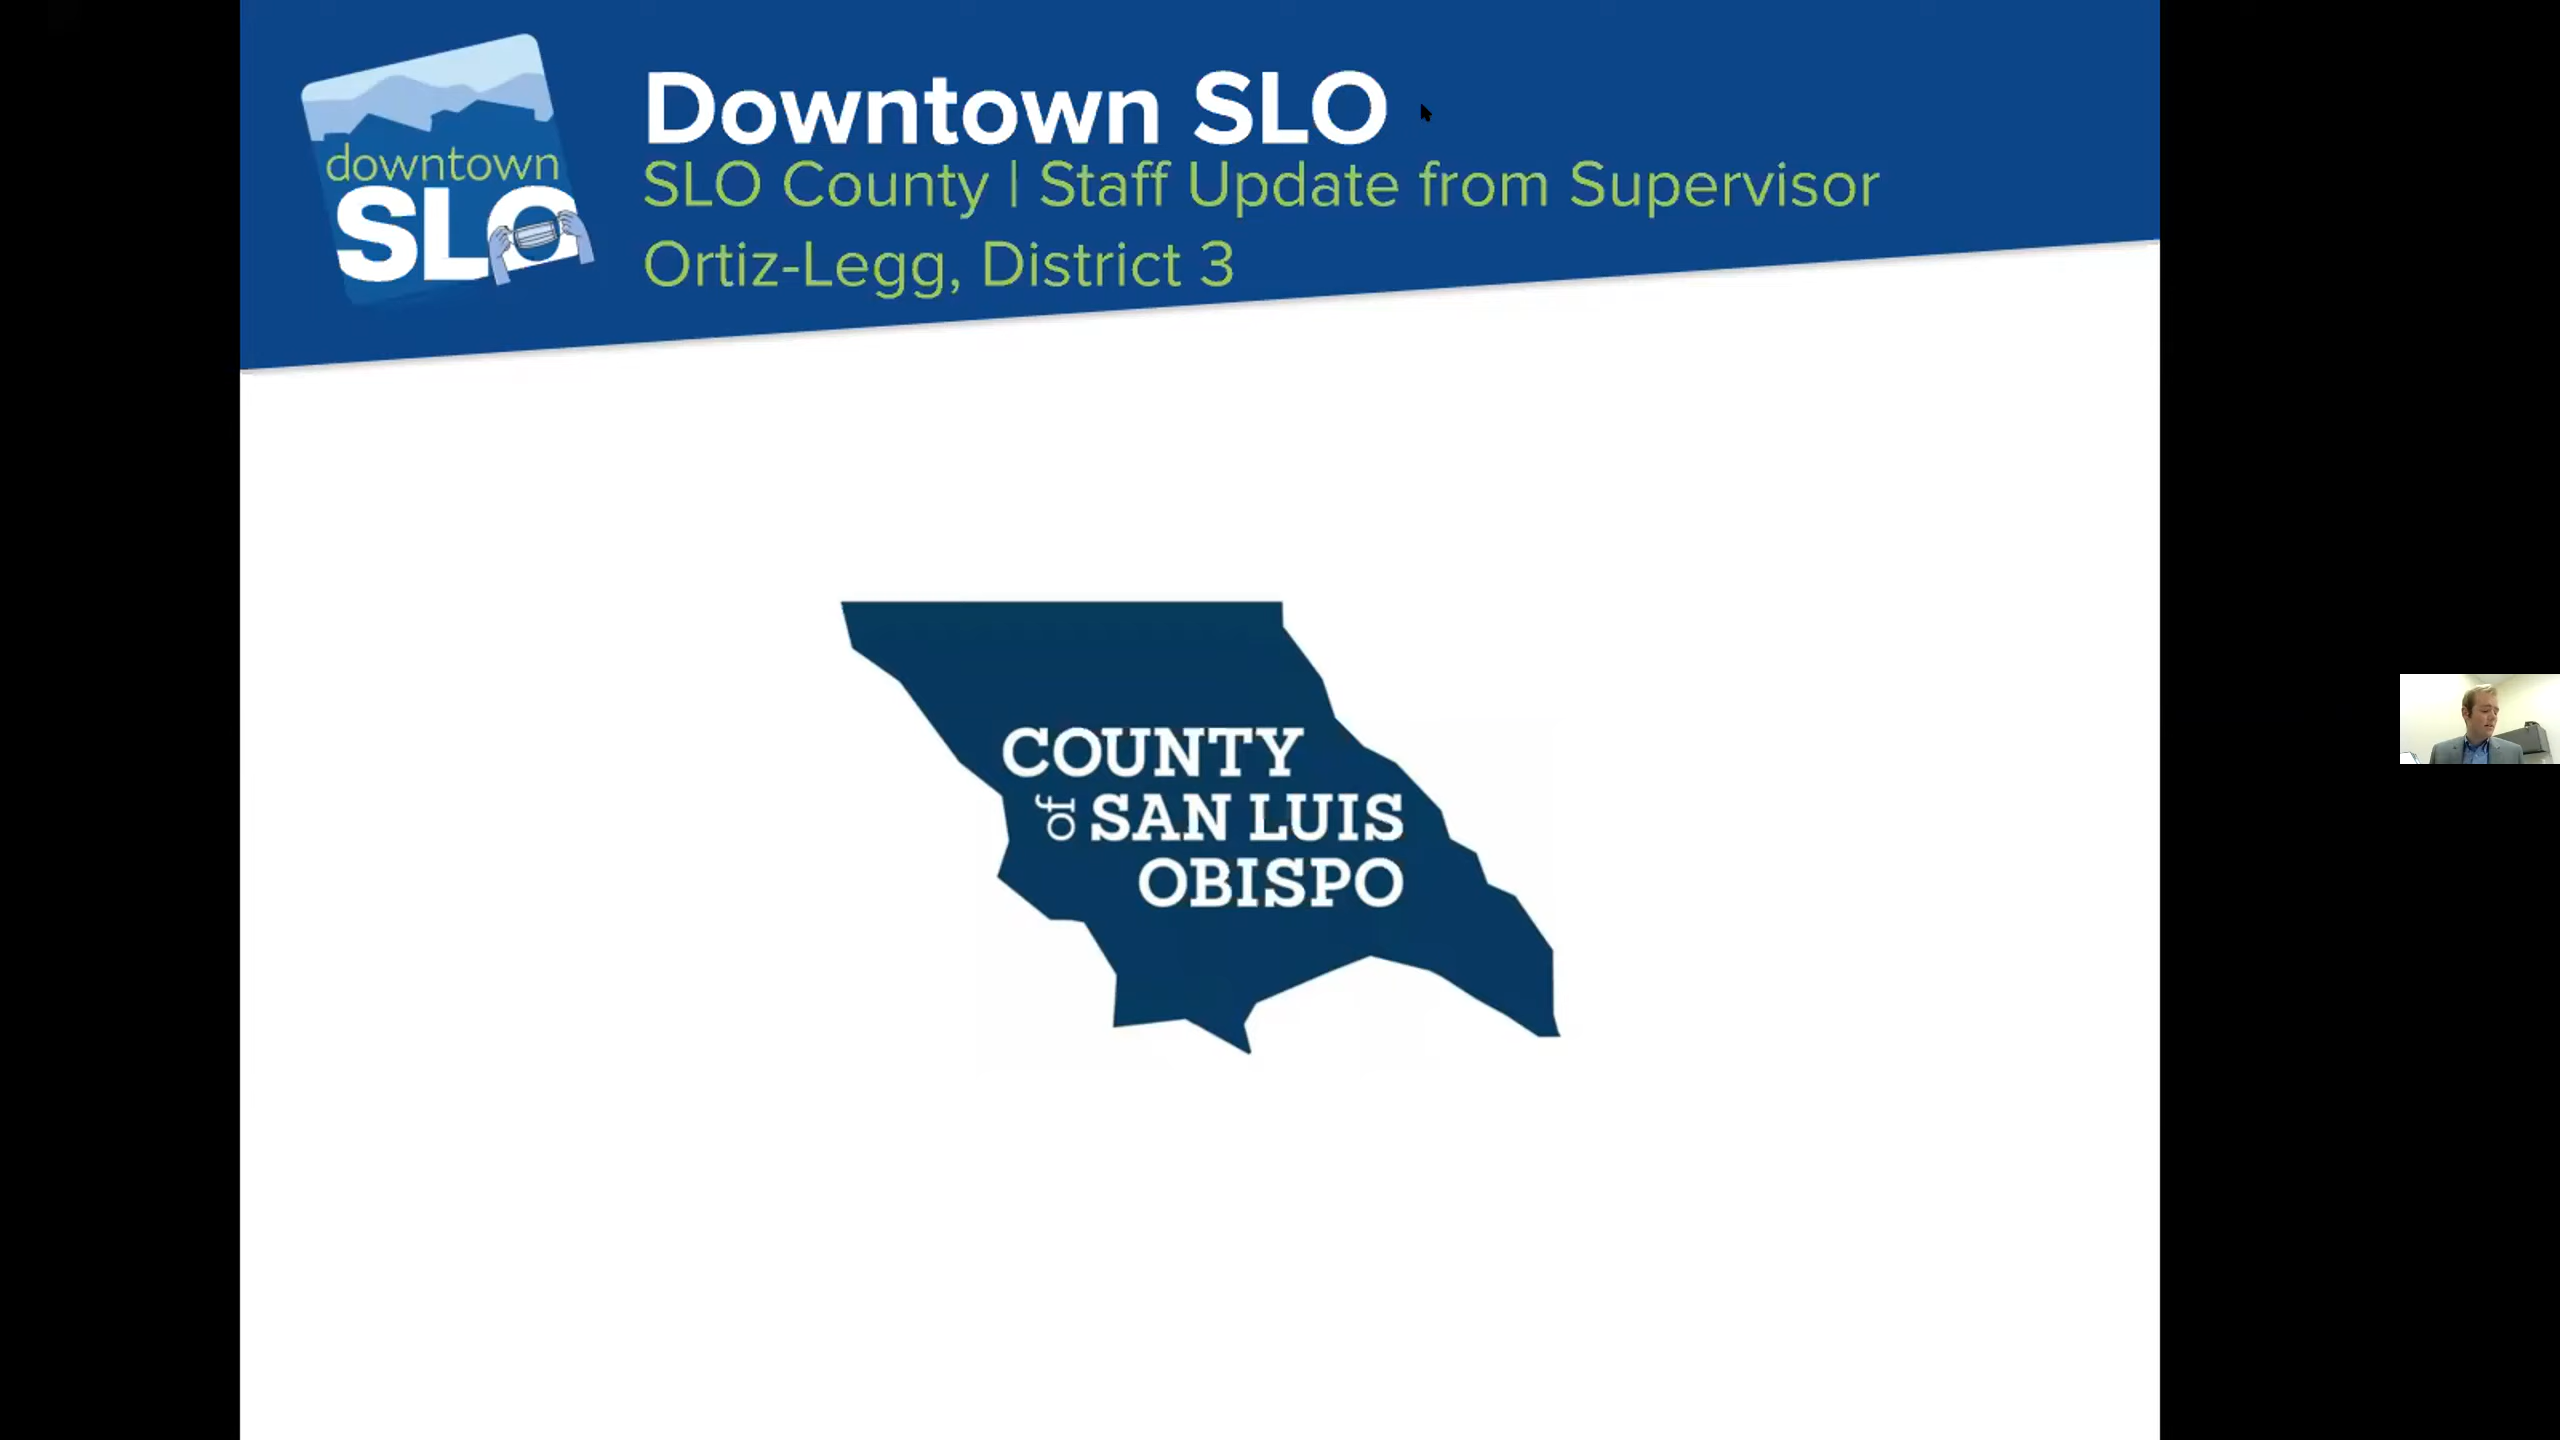 downtown
SLO
Downtown SLO
SLO County | Staff Update from Supervisor
Ortiz-Legg, District 3
COUNTY
of SAN LUIS
OBISPO